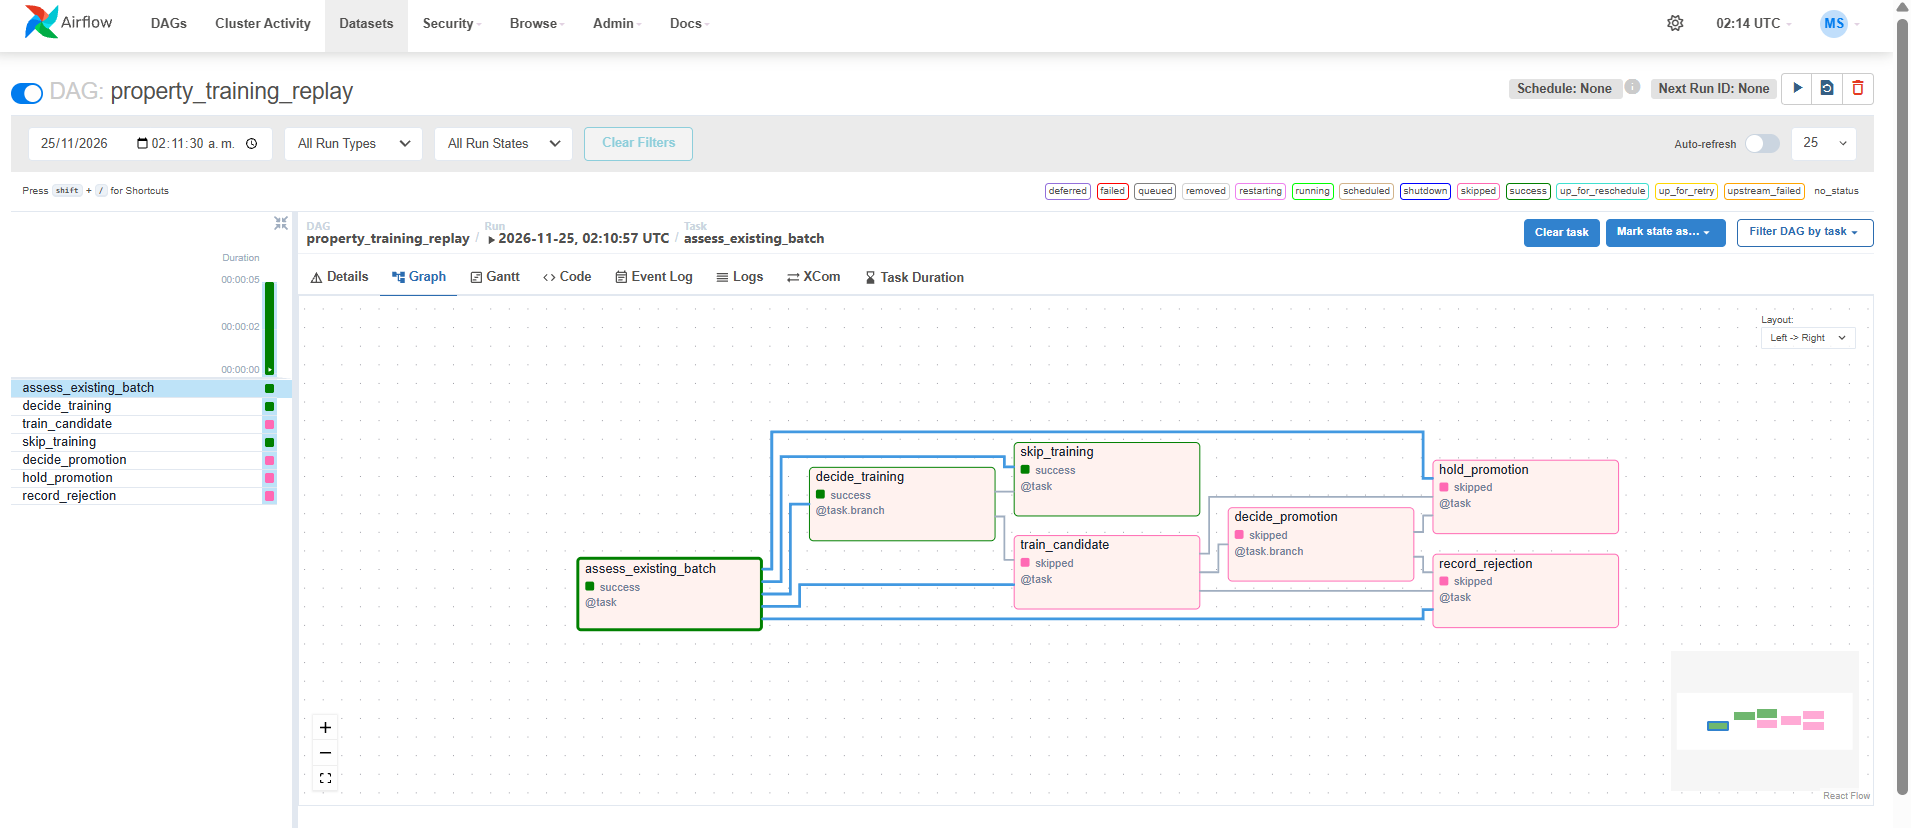 Airflow DAGs Cluster Activity Datasets Security Browse Admin Docs 02:14 UTC MS
DAG: property_training_replay Schedule: None Next Run ID: None
25/11/2026 02:11:30 a. m. All Run Types All Run States Clear Filters Auto-refresh 25
Press shift + / for Shortcuts deferred failed queued removed restarting running scheduled shutdown skipped success up_for_reschedule up_for_retry upstream_failed no_status
DAG Run Task
property_training_replay / 2026-11-25, 02:10:57 UTC / assess_existing_batch
Clear task Mark state as... Filter DAG by task
Details Graph Gantt Code Event Log Logs XCom Task Duration
Duration
00:00:05
00:00:02
00:00:00
assess_existing_batch
decide_training
train_candidate
skip_training
decide_promotion
hold_promotion
record_rejection
Layout:
Left -> Right
assess_existing_batch
success
@task
decide_training
success
@task.branch
skip_training
success
@task
train_candidate
skipped
@task
decide_promotion
skipped
@task.branch
hold_promotion
skipped
@task
record_rejection
skipped
@task
React Flow